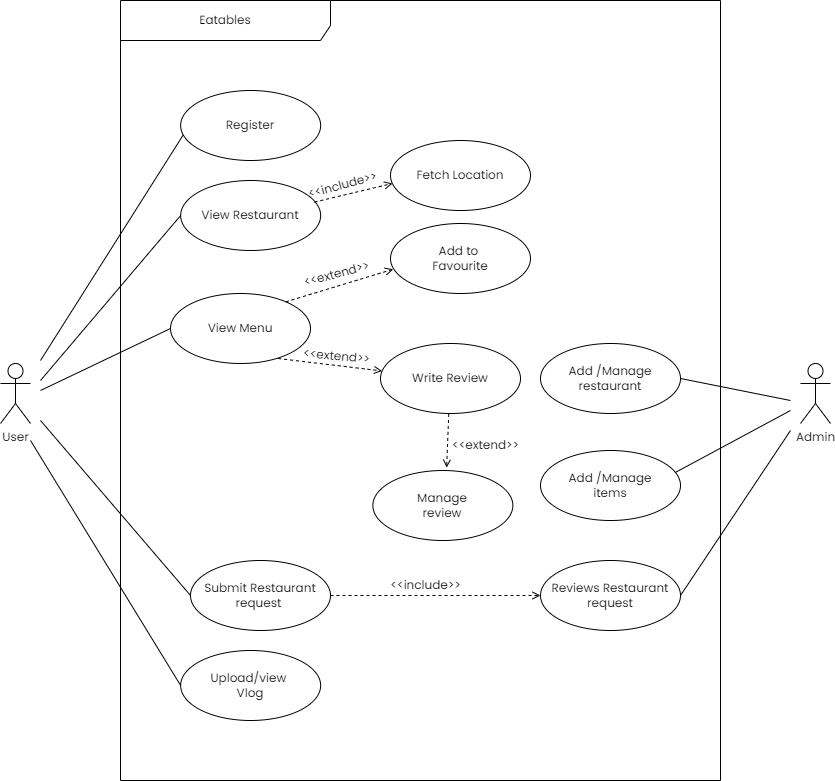 Eatables
Register
Fetch Location
<<include>>
View Restaurant
Add to
Favourite
<<extend>>
View Menu
<<extend>>
Write Review
Add /Manage
restaurant
User
Admin
<<extend>>
Manage
review
Add /Manage
items
Submit Restaurant
request
<<include>>
Reviews Restaurant
request
Upload/view
Vlog